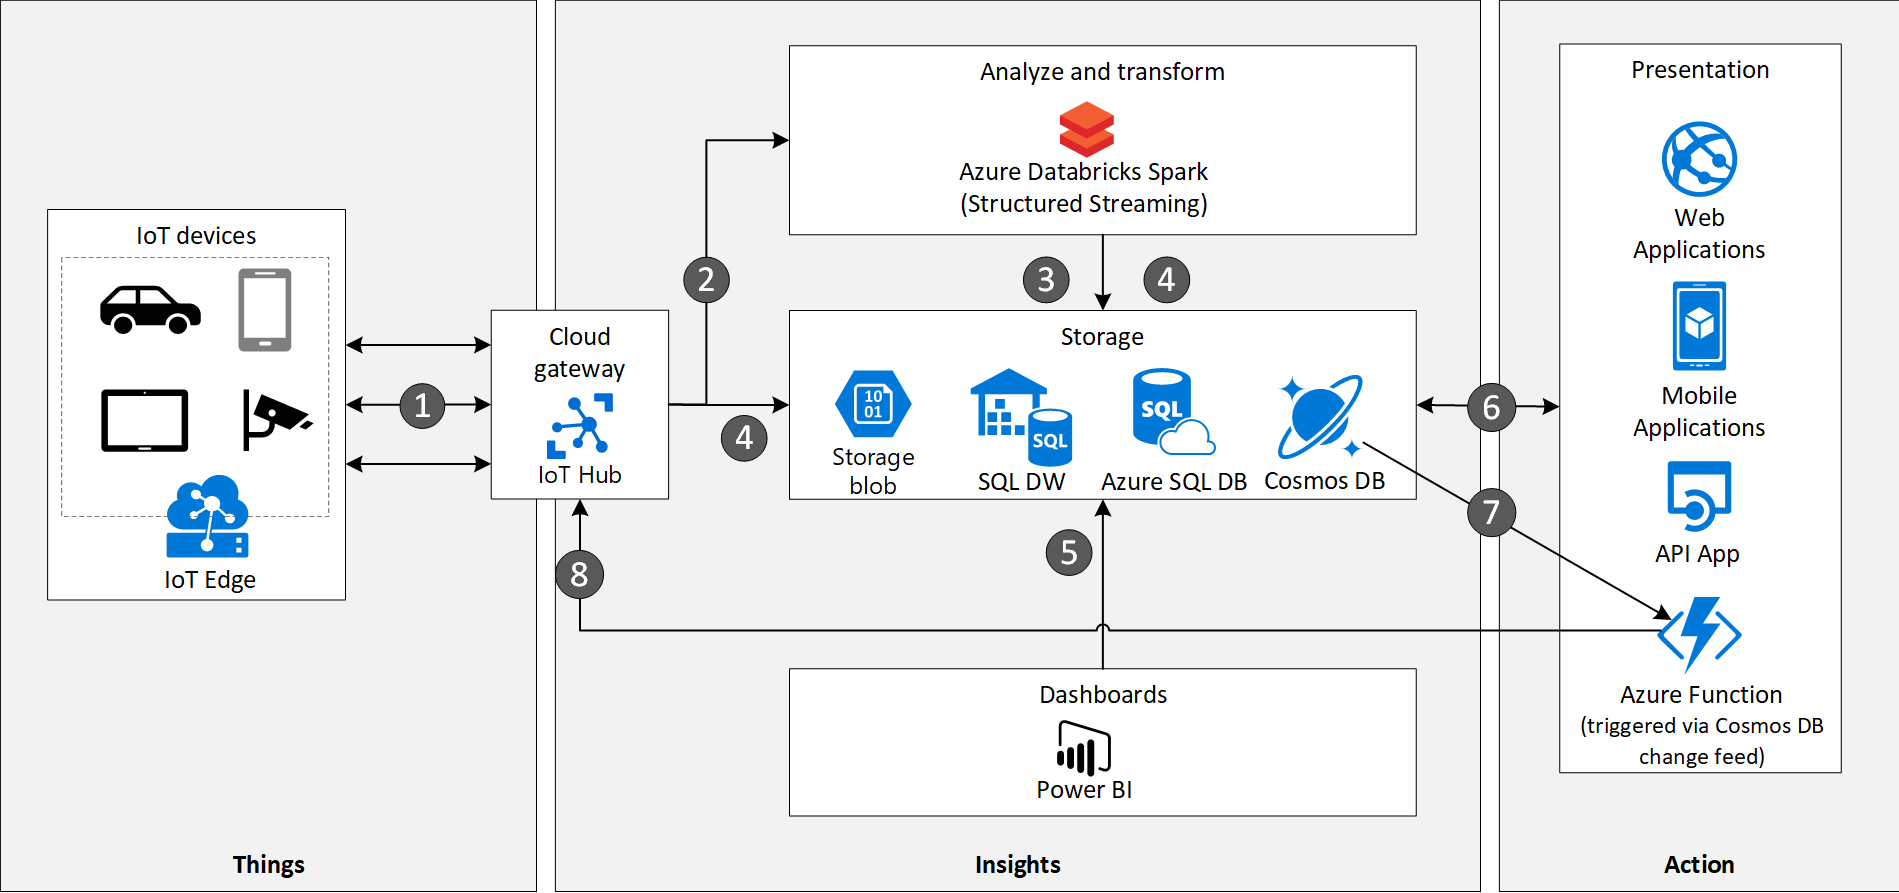 IoT devices
IoT Edge
1
Cloud
gateway
IoT Hub
2
4
8
Analyze and transform
Azure Databricks Spark
(Structured Streaming)
3
4
Storage
10
01
Storage
blob
SQL
SQL DW
SQL
Azure SQL DB
Cosmos DB
5
Dashboards
Power BI
6
7
Presentation
Web
Applications
Mobile
Applications
API App
Azure Function
(triggered via Cosmos DB
change feed)
Things
Insights
Action